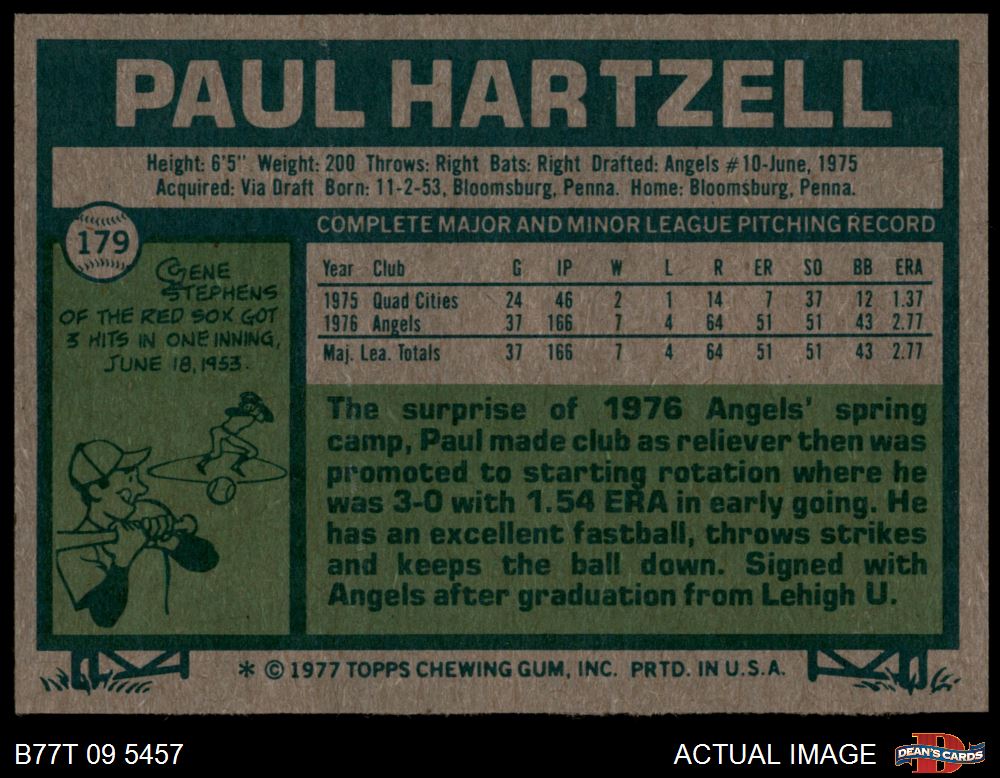 PAUL HARTZELL
Height: 6'5" Weight: 200 Throws: Right Bats: Right Drafted: Angels #10-June, 1975
Acquired: Via Draft Born: 11-2-53, Bloomsburg, Penna. Home: Bloomsburg, Penna.
179
GENE
STEPHENS
OF THE RED SOX GOT
3 HITS IN ONE INNING,
JUNE 18, 1953.
COMPLETE MAJOR AND MINOR LEAGUE PITCHING RECORD
Year Club G IP W L R ER SO BB ERA
1975 Quad Cities 24 46 2 1 14 7 37 12 1.37
1976 Angels 37 166 7 4 64 51 51 43 2.77
Maj. Lea. Totals 37 166 7 4 64 51 51 43 2.77
The surprise of 1976 Angels' spring
camp, Paul made club as reliever then was
promoted to starting rotation where he
was 3-0 with 1.54 ERA in early going. He
has an excellent fastball, throws strikes
and keeps the ball down. Signed with
Angels after graduation from Lehigh U.
* © 1977 TOPPS CHEWING GUM, INC. PRTD. IN U.S.A.
B77T 09 5457
ACTUAL IMAGE
DEAN'S CARDS